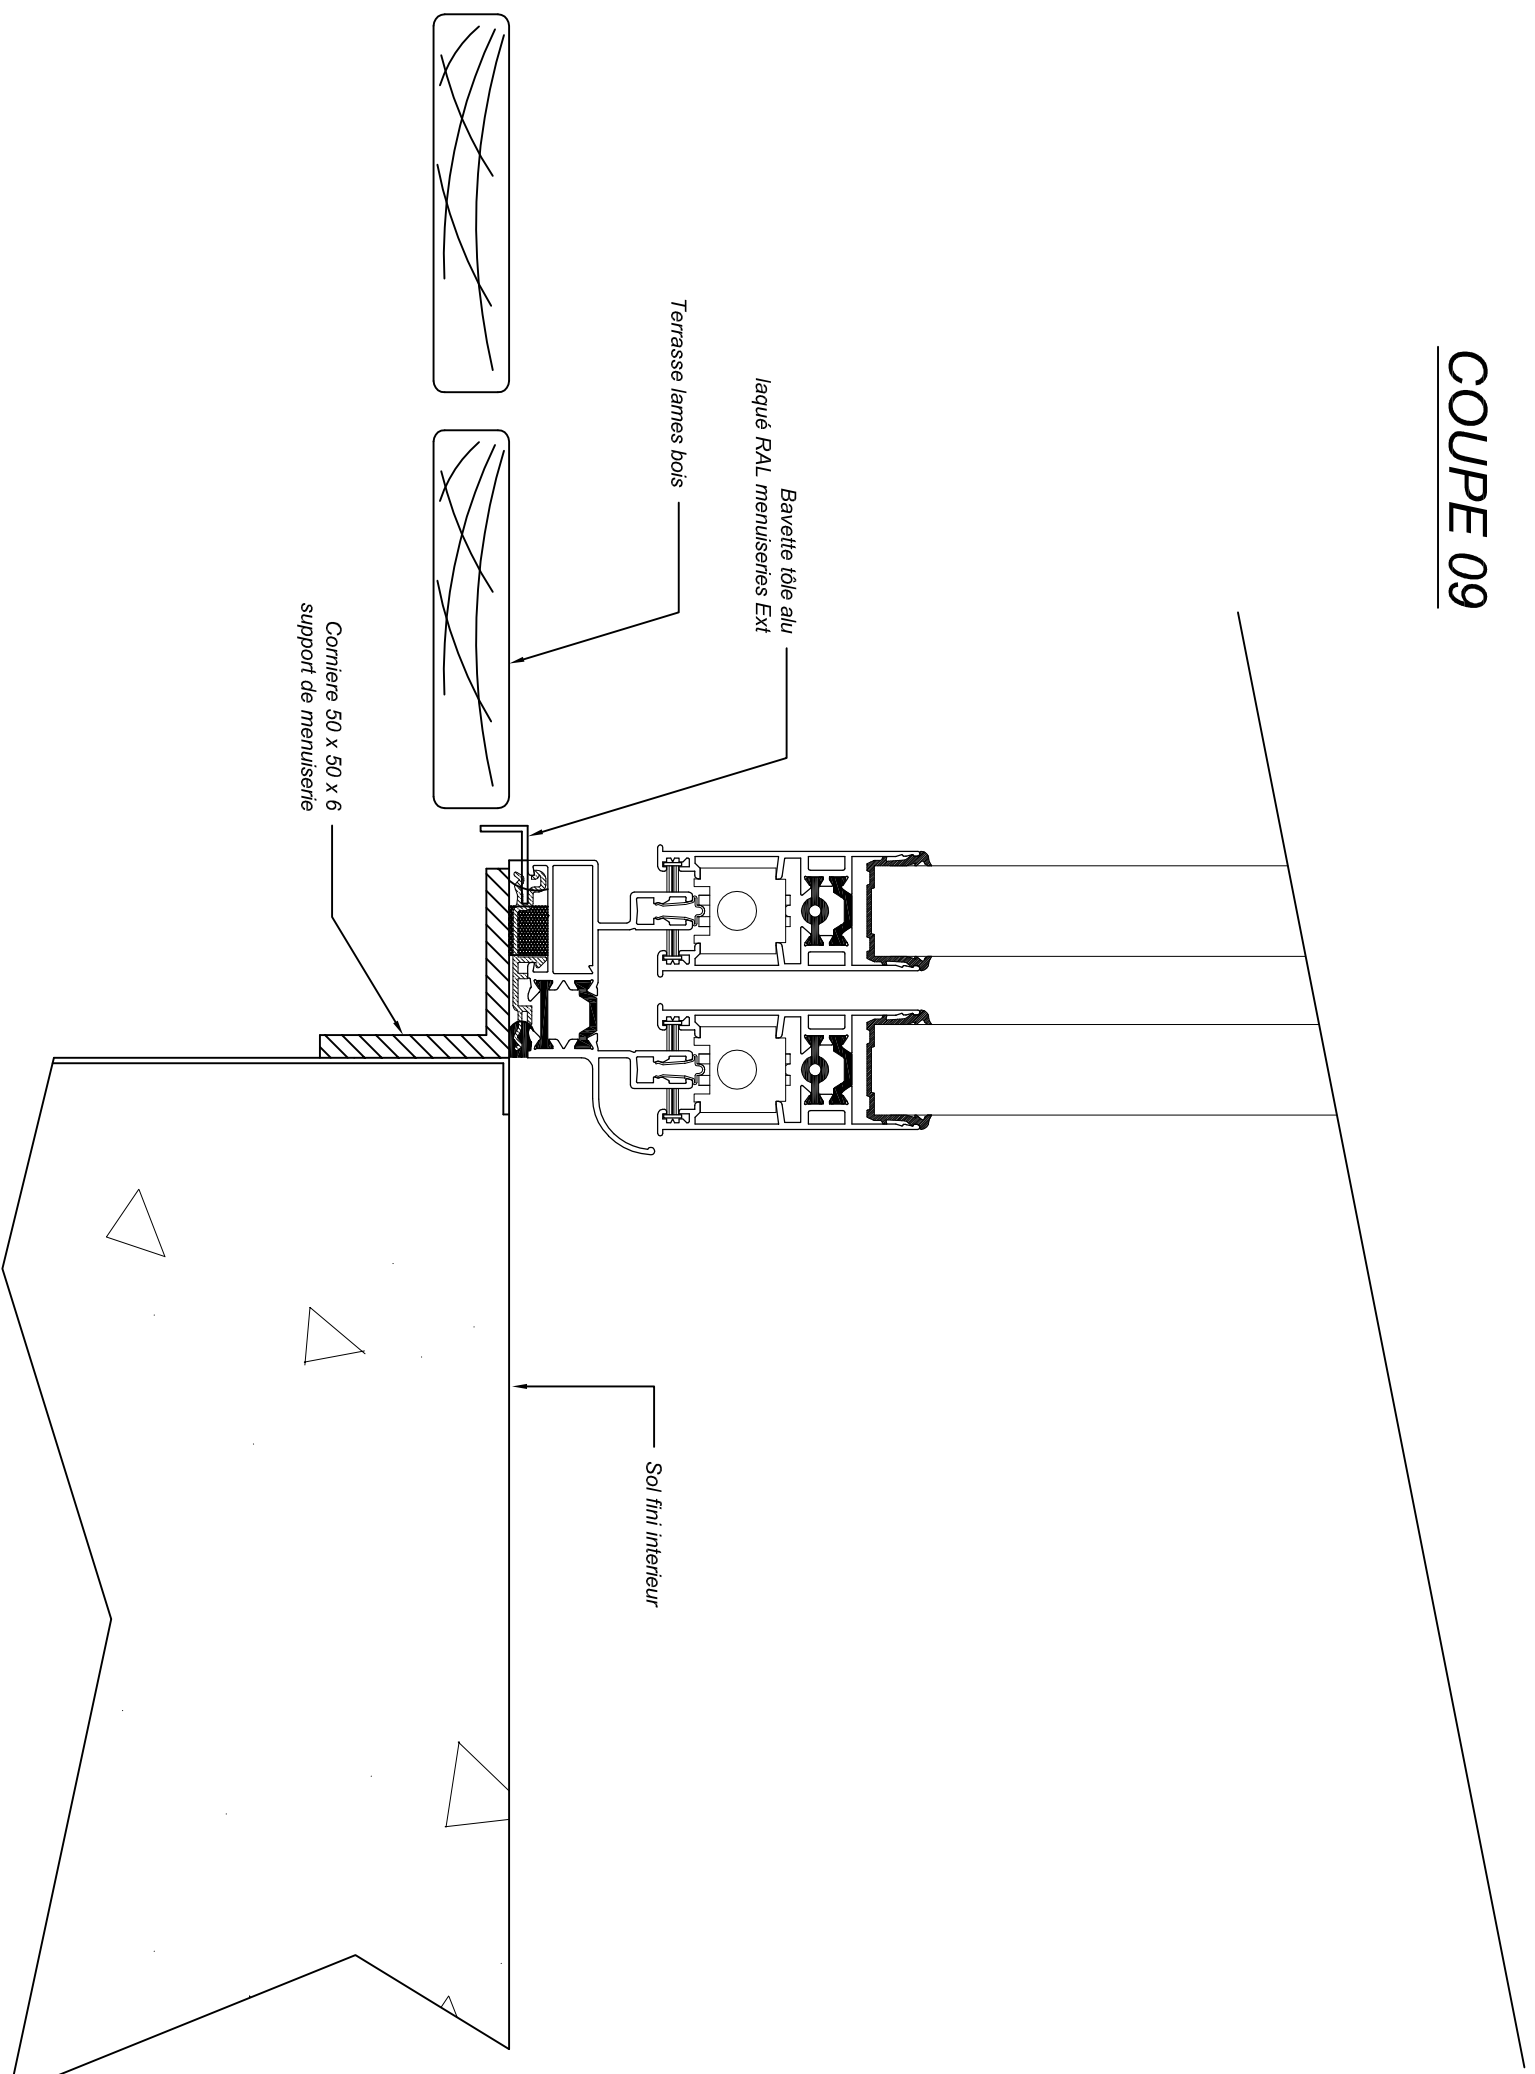 COUPE 09
Bavette tôle alu
laqué RAL menuiseries Ext
Terrasse lames bois
Sol fini interieur
Corniere 50 x 50 x 6
support de menuiserie